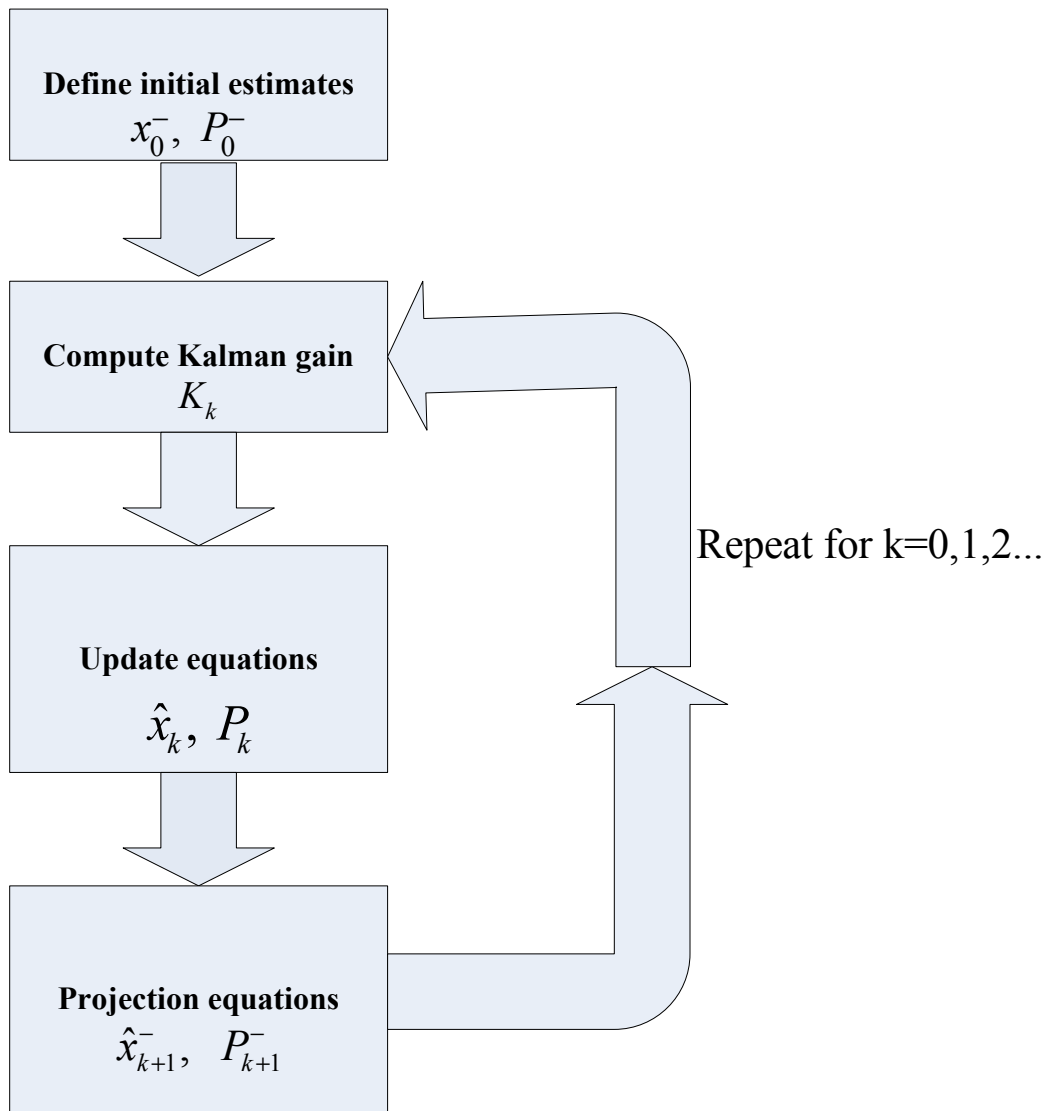 Define initial estimates
x₀⁻, P₀⁻
Compute Kalman gain
Kₖ
Repeat for k=0,1,2...
Update equations
x̂ₖ, Pₖ
Projection equations
x̂ₖ₊₁⁻, Pₖ₊₁⁻